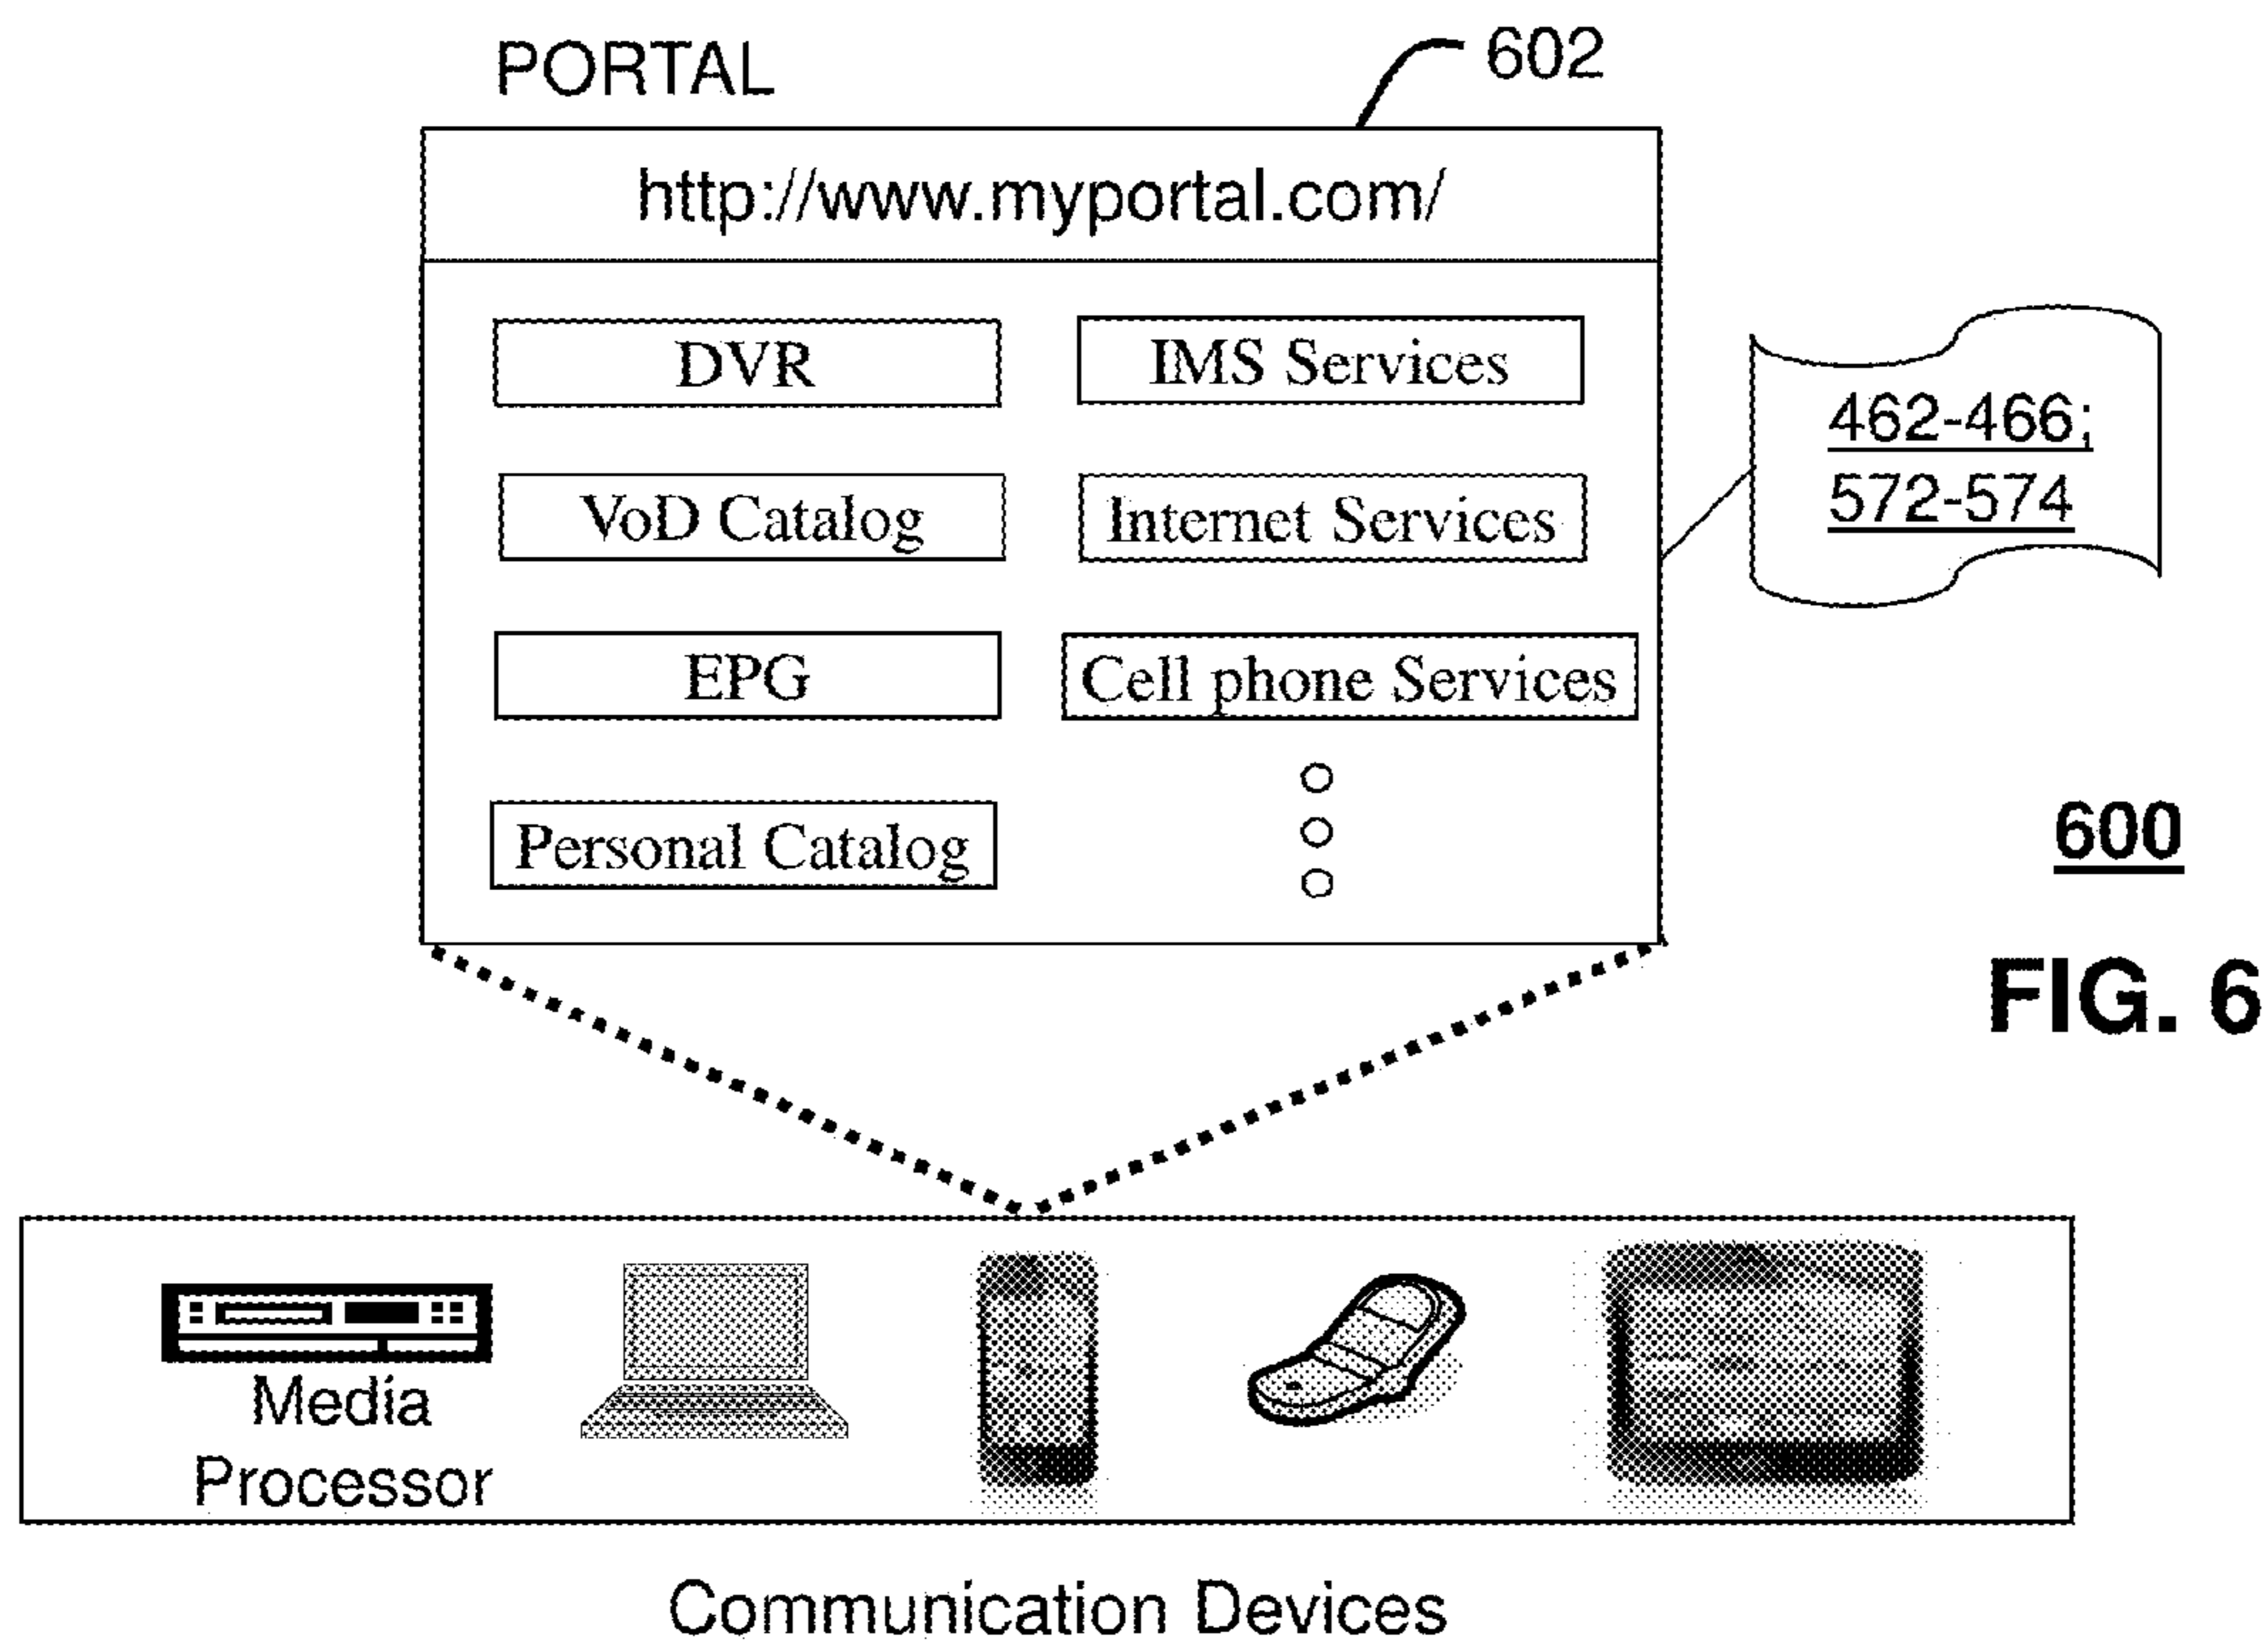 PORTAL
602
http://www.myportal.com/
DVR
IMS Services
VoD Catalog
Internet Services
EPG
Cell phone Services
Personal Catalog
462-466;
572-574
600
FIG. 6
Media
Processor
Communication Devices